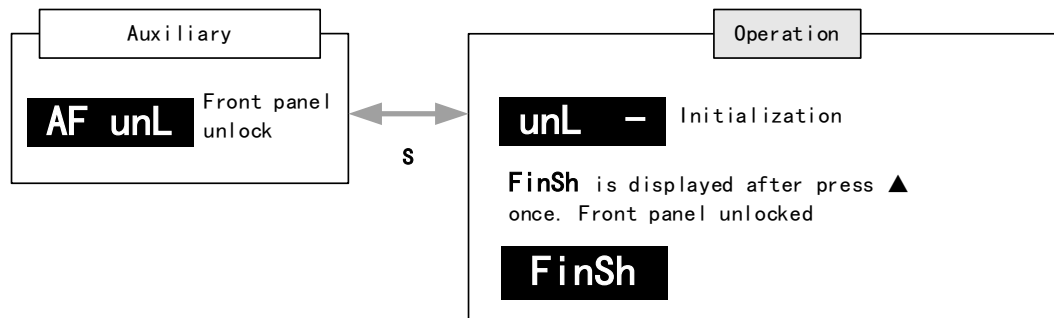 Auxiliary
AF unL
Front panel
unlock
S
Operation
unL –
Initialization
FinSh is displayed after press ▲
once. Front panel unlocked
FinSh